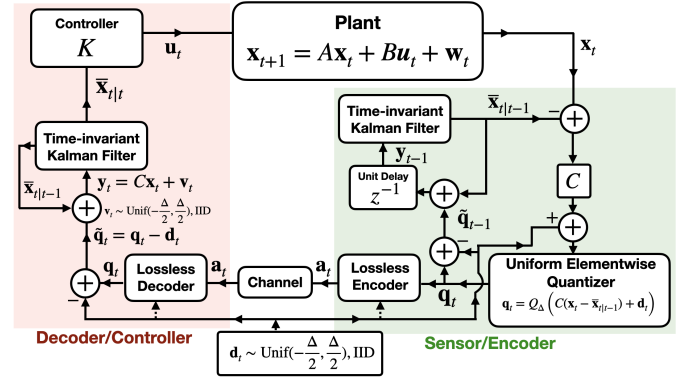 Controller
K
u_t
Plant
x_{t+1} = Ax_t + Bu_t + w_t
x_t
x̅_{t|t}
Time-invariant
Kalman Filter
x̅_{t|t-1}
−
Time-invariant
Kalman Filter
y_{t-1}
Unit Delay
z^{-1}
C
x̅_{t|t-1}
y_t = Cx_t + v_t
+
v_t ~ Unif(−Δ/2, Δ/2), IID
+
q̃_{t-1}
+
+
q̃_t = q_t − d_t
+
−
q_t
Lossless
Decoder
a_t
Channel
a_t
Lossless
Encoder
q_t
Uniform Elementwise
Quantizer
q_t = Q_Δ (C(x_t − x̅_{t|t-1}) + d_t)
+
−
Decoder/Controller
d_t ~ Unif(−Δ/2, Δ/2), IID
Sensor/Encoder